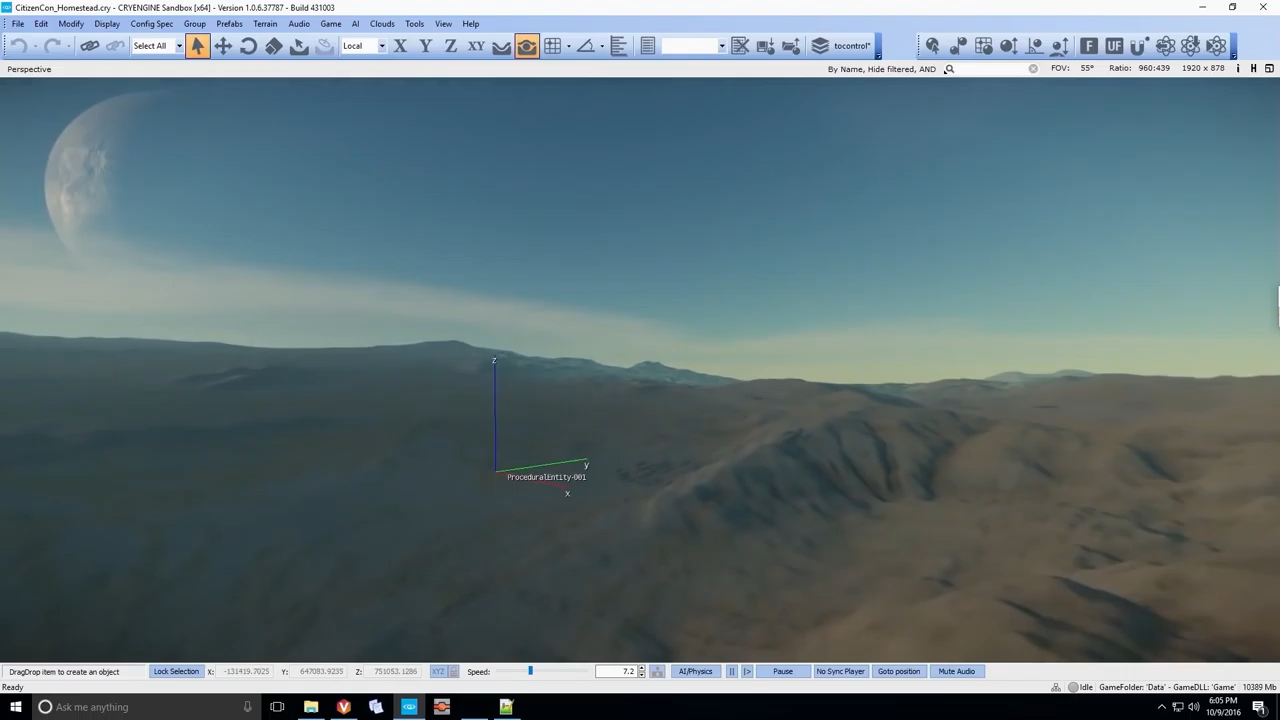 CitizenCon_Homestead.cry - CRYENGINE Sandbox [x64] - Version 1.0.6.37787 - Build 431003
File Edit Modify Display Config Spec Group Prefabs Terrain Audio Game AI Clouds Tools View Help
Select All Local X Y Z XY tocontrol* F UF
Perspective By Name, Hide filtered, AND FOV: 55° Ratio: 960:439 1920 x 878 i H
z
y
ProceduralEntity-001
x
DragDrop item to create an object Lock Selection X: -131419.7025 Y: 647083.9235 Z: 751053.1286 XYZ Speed: 7.2 AI/Physics Pause No Sync Player Goto position Mute Audio
Ready Idle GameFolder: 'Data' - GameDLL: 'Game' 10389 Mb
Ask me anything 6:05 PM
10/9/2016